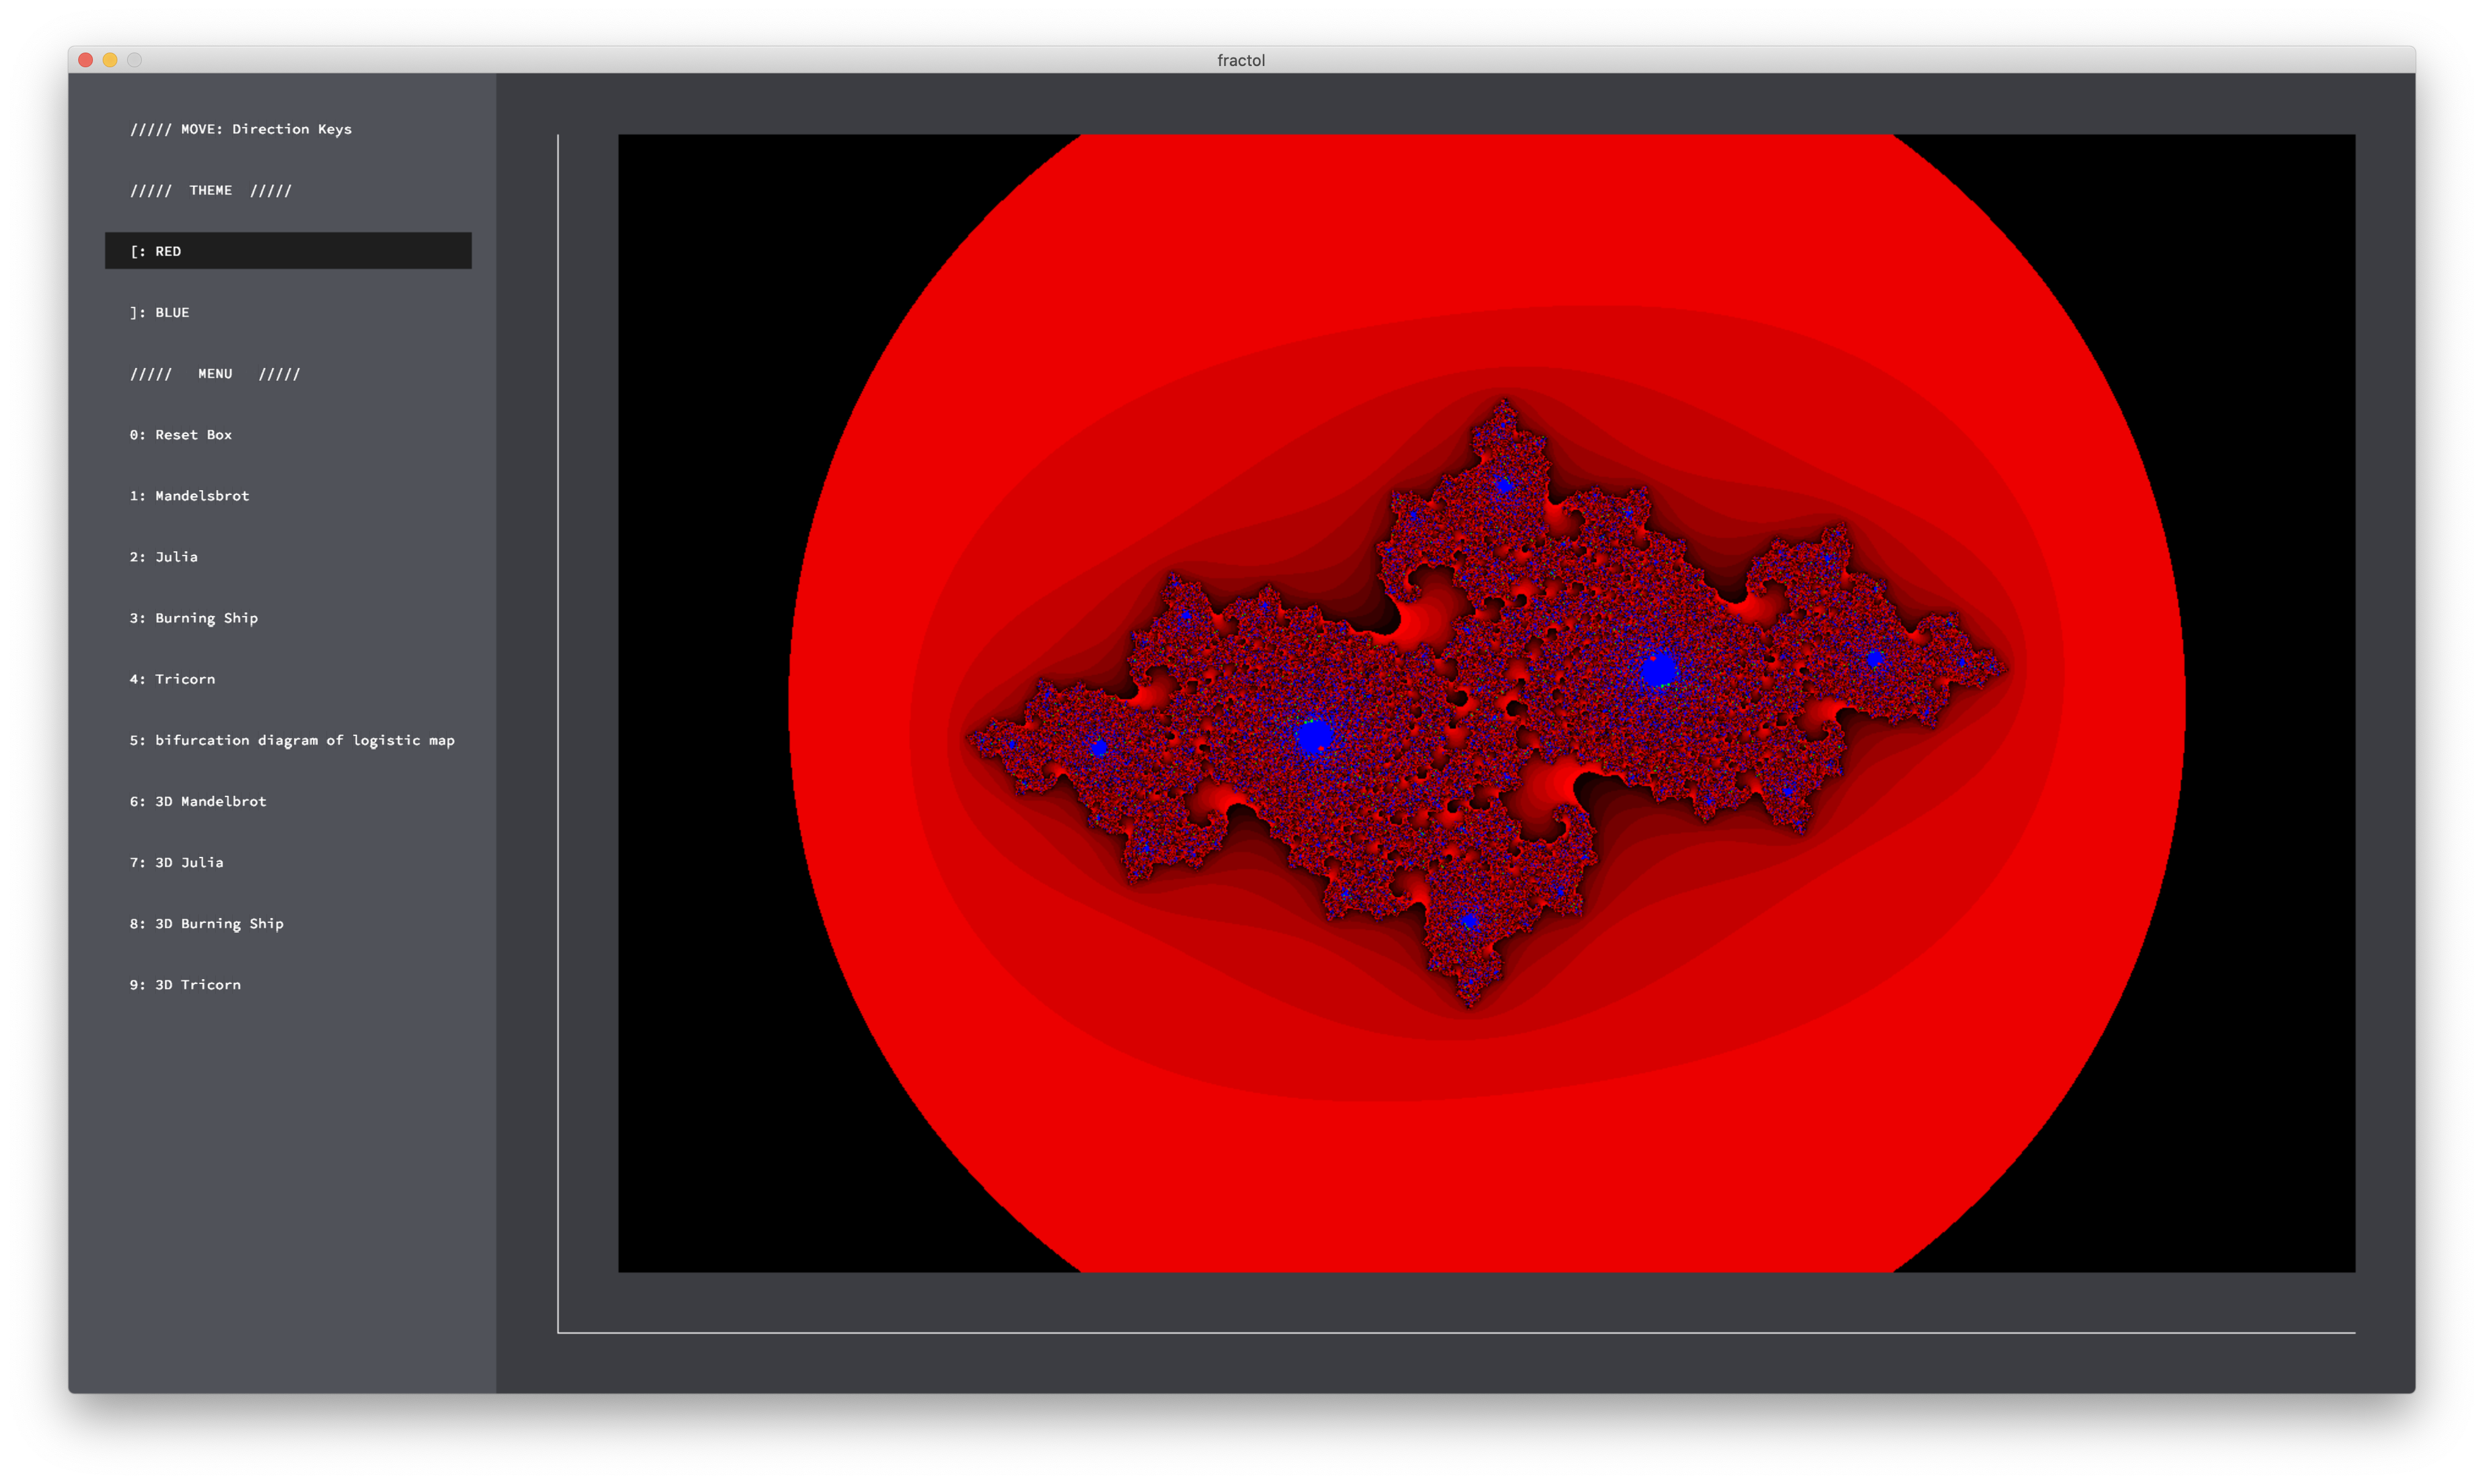 fractol
///// MOVE: Direction Keys
///// THEME /////
[: RED
]: BLUE
///// MENU /////
0: Reset Box
1: Mandelsbrot
2: Julia
3: Burning Ship
4: Tricorn
5: bifurcation diagram of logistic map
6: 3D Mandelbrot
7: 3D Julia
8: 3D Burning Ship
9: 3D Tricorn